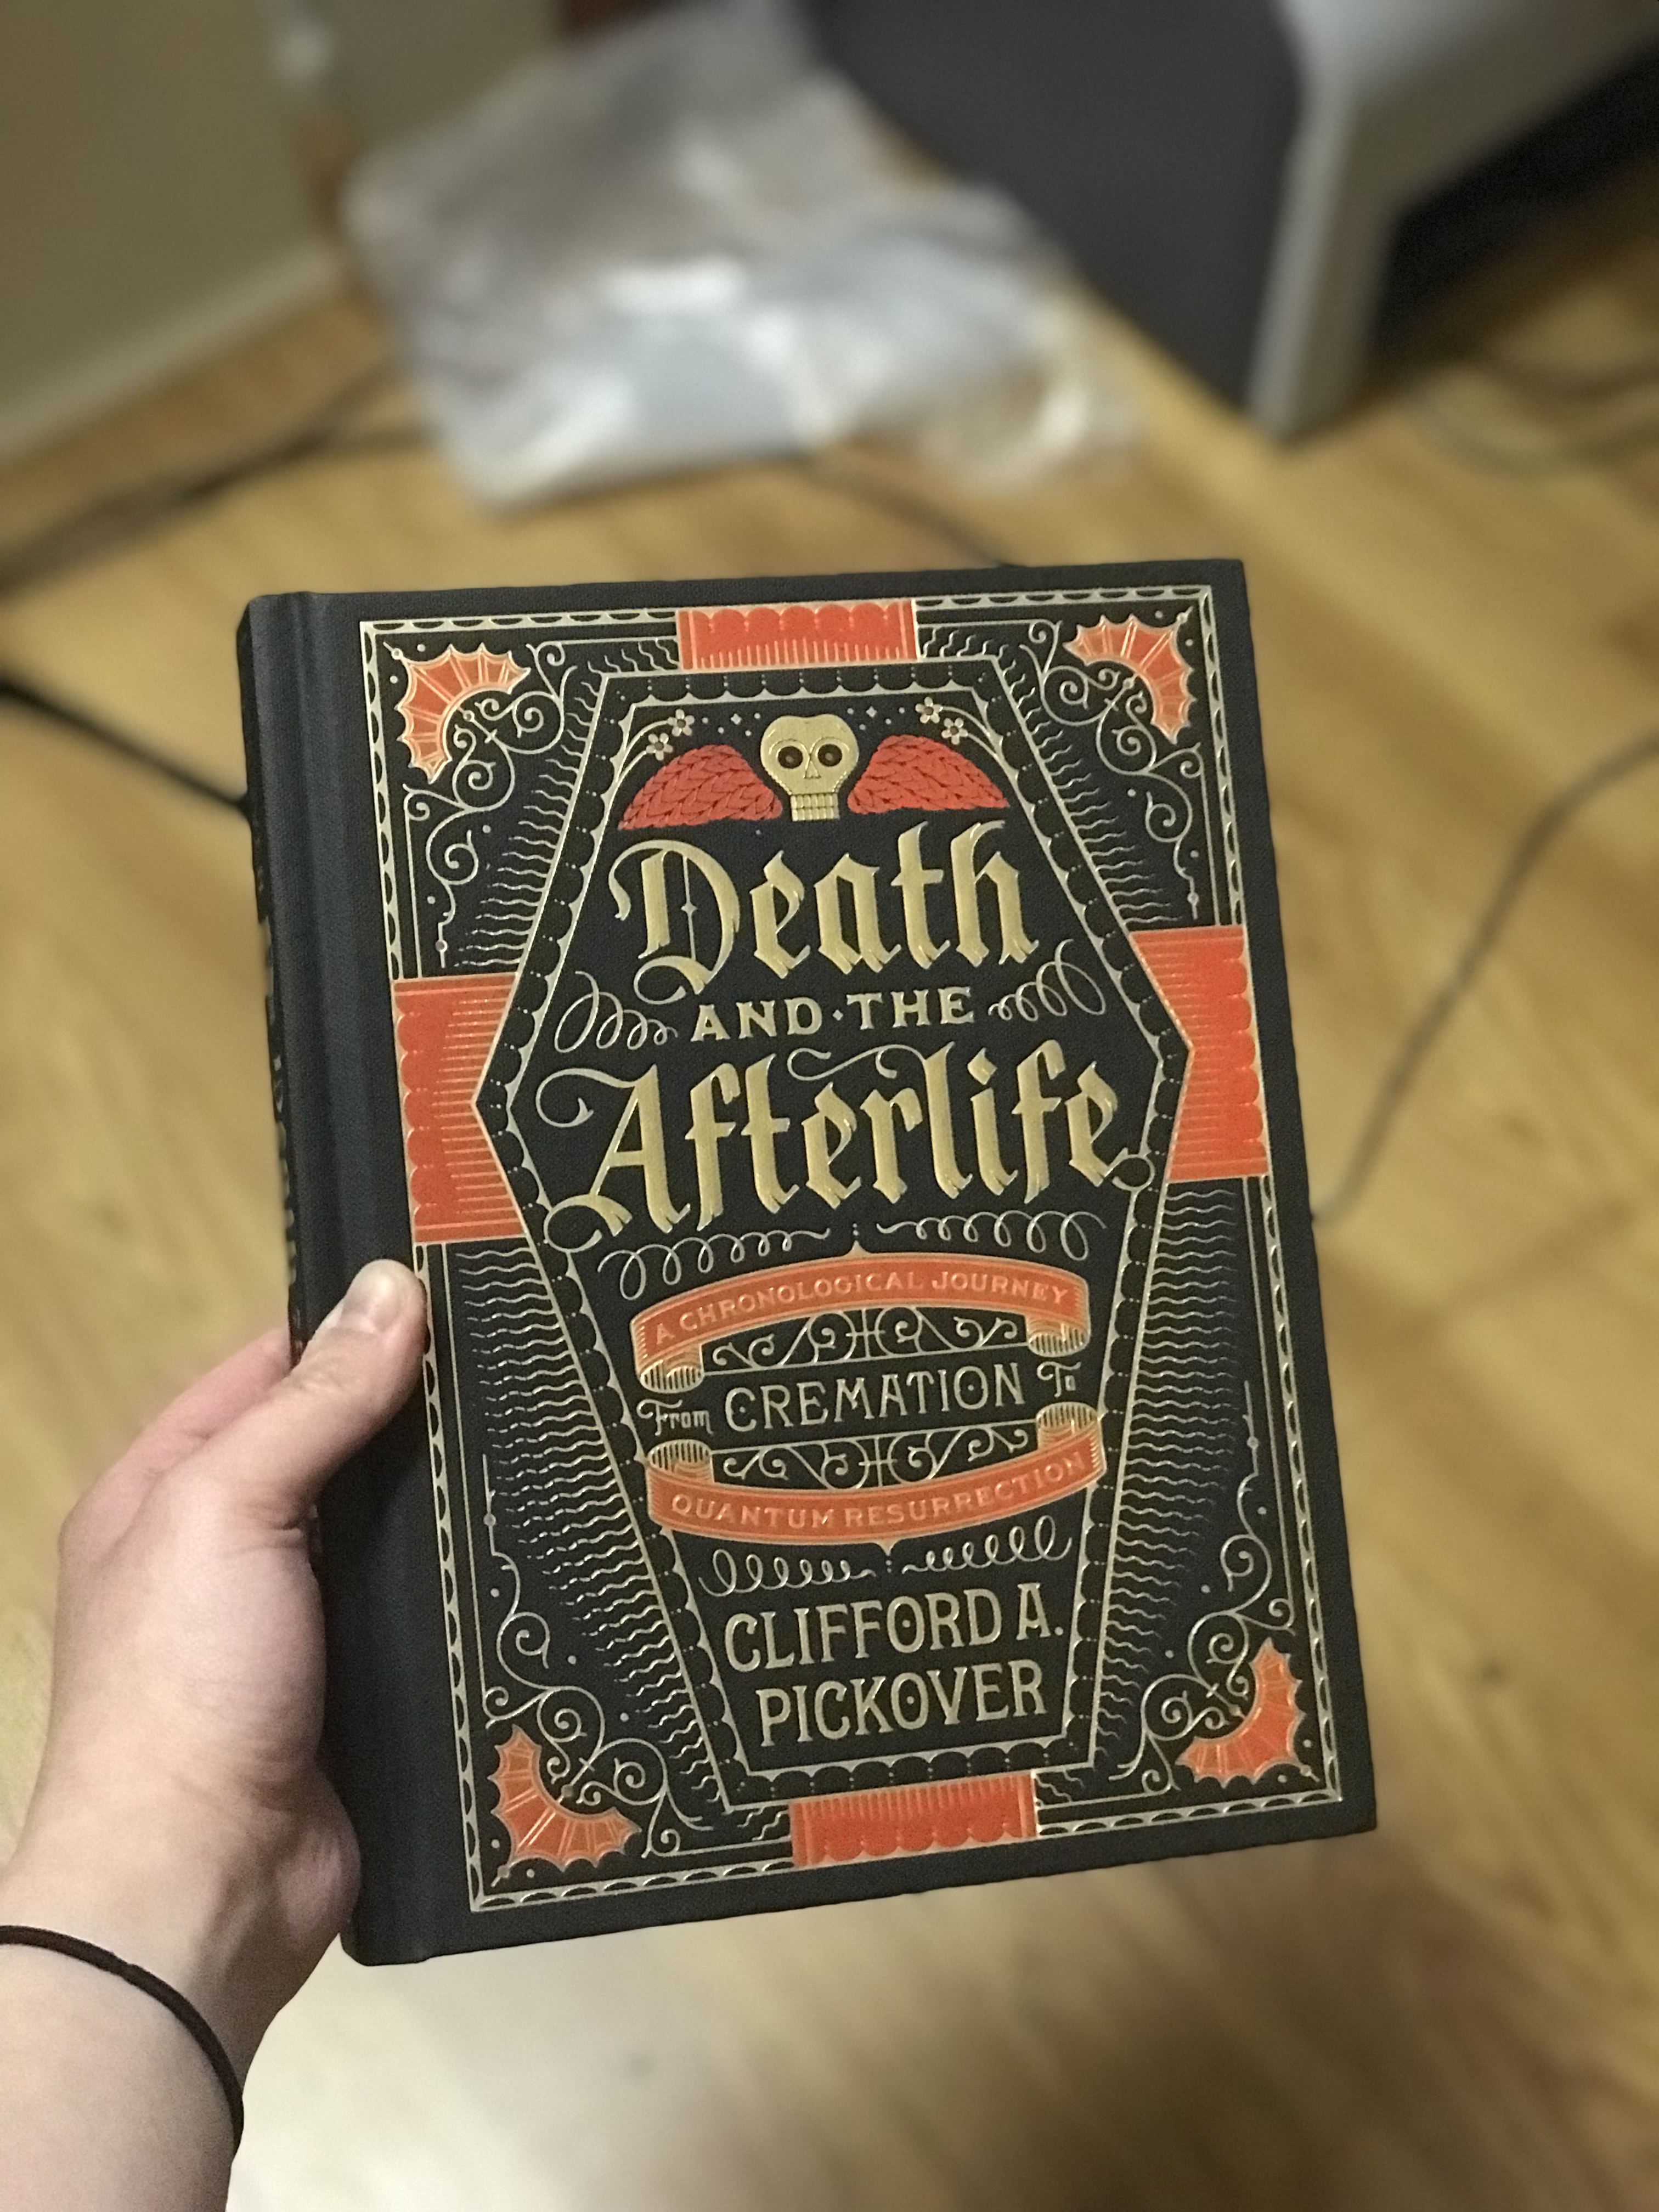 Death
AND · THE
Afterlife
A CHRONOLOGICAL JOURNEY
From CREMATION To
QUANTUM RESURRECTION
CLIFFORD A.
PICKOVER